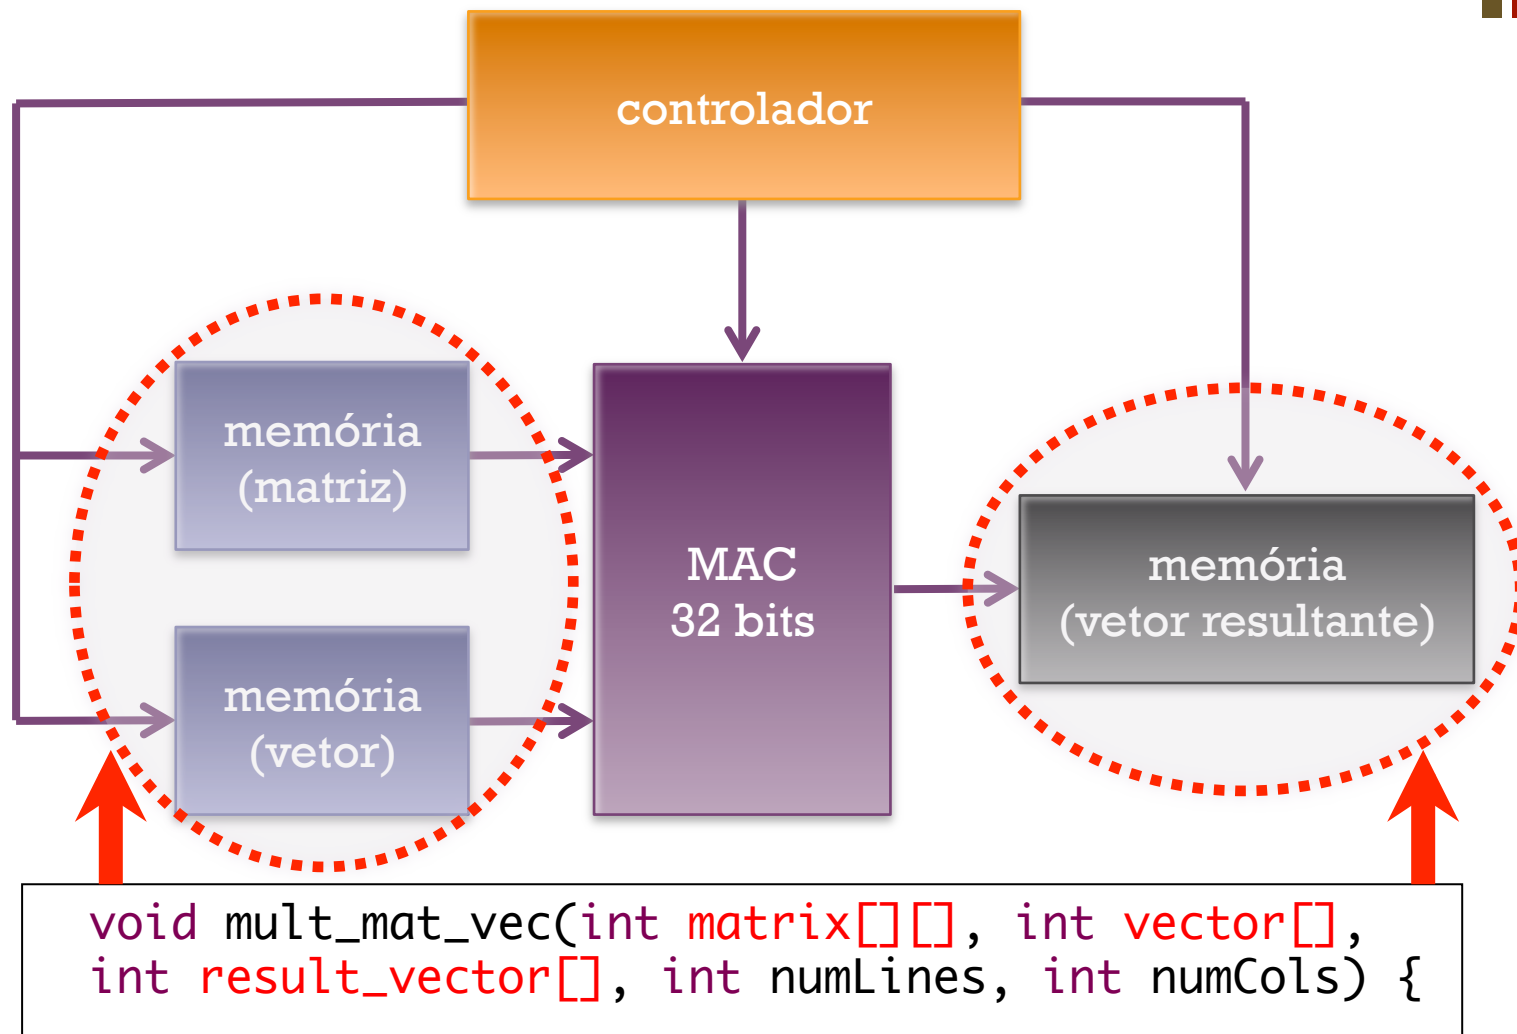 controlador
memória
(matriz)
memória
(vetor)
MAC
32 bits
memória
(vetor resultante)
void mult_mat_vec(int matrix[][], int vector[],
int result_vector[], int numLines, int numCols) {